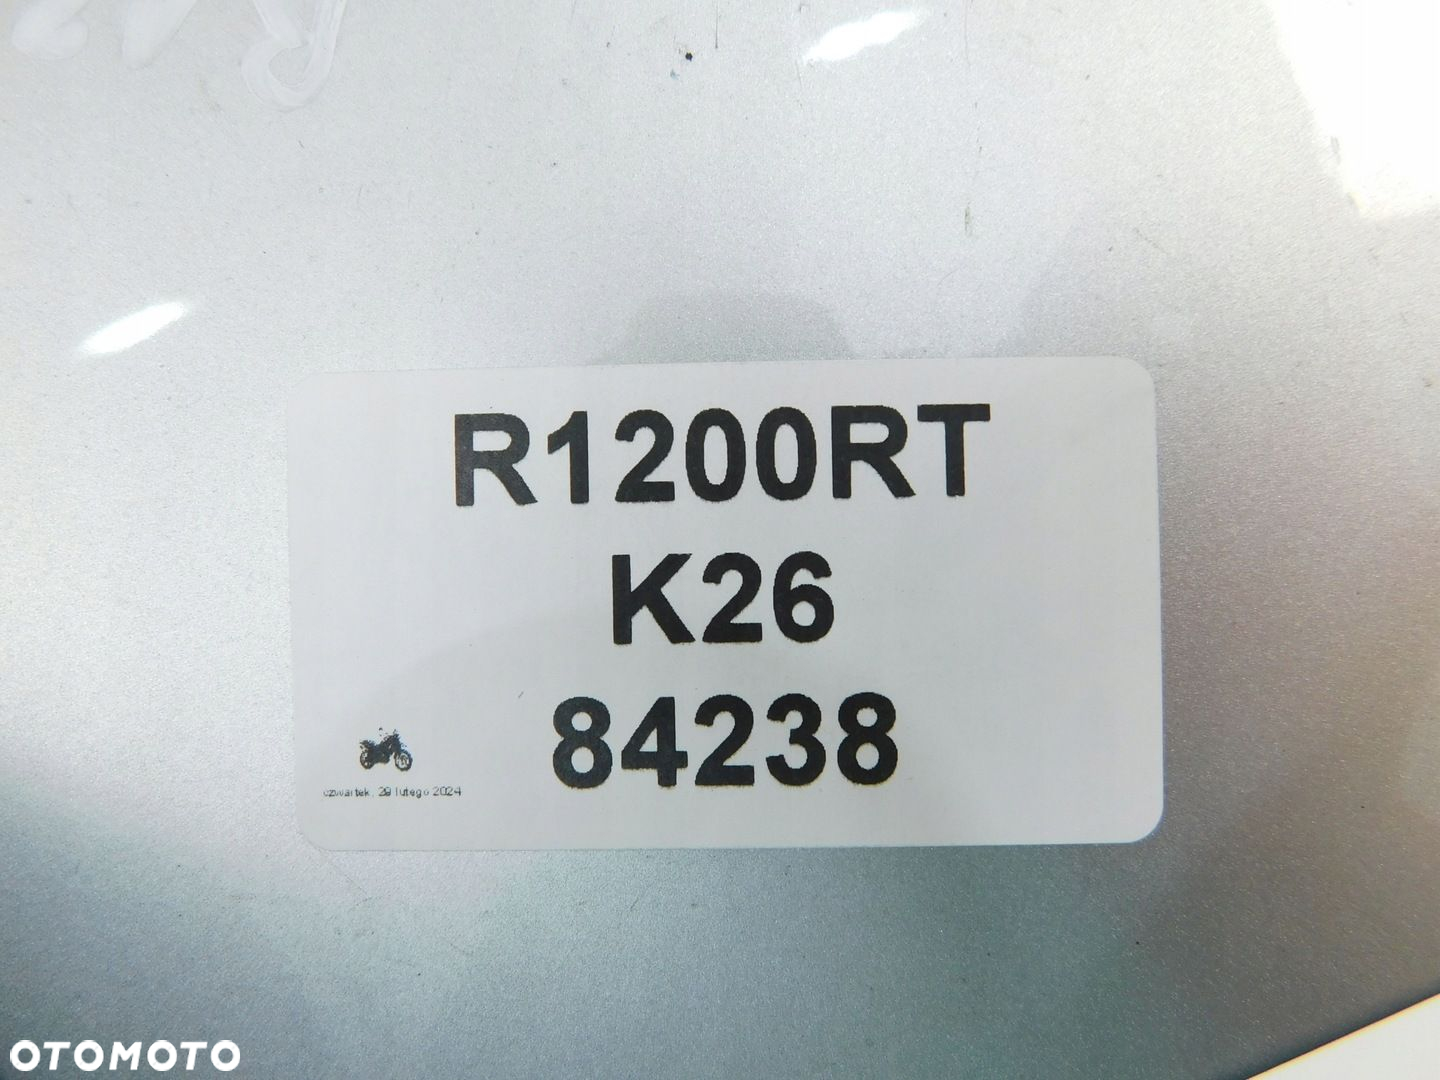 R1200RT
K26
84238
czwartek, 29 lutego 2024
OTOMOTO